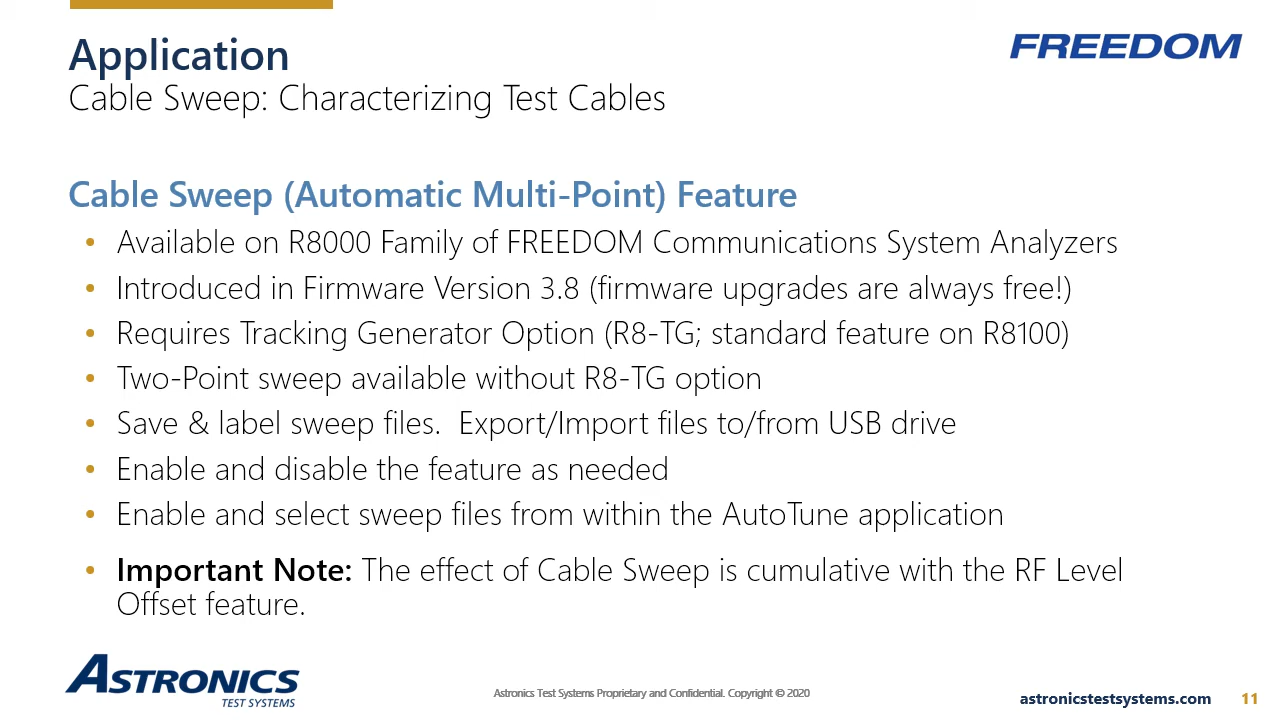 Application
FREEDOM
Cable Sweep: Characterizing Test Cables
Cable Sweep (Automatic Multi-Point) Feature
• Available on R8000 Family of FREEDOM Communications System Analyzers
• Introduced in Firmware Version 3.8 (firmware upgrades are always free!)
• Requires Tracking Generator Option (R8-TG; standard feature on R8100)
• Two-Point sweep available without R8-TG option
• Save & label sweep files.  Export/Import files to/from USB drive
• Enable and disable the feature as needed
• Enable and select sweep files from within the AutoTune application
• Important Note: The effect of Cable Sweep is cumulative with the RF Level
Offset feature.
ASTRONICS
TEST SYSTEMS
Astronics Test Systems Proprietary and Confidential. Copyright © 2020
astronicstestsystems.com 11